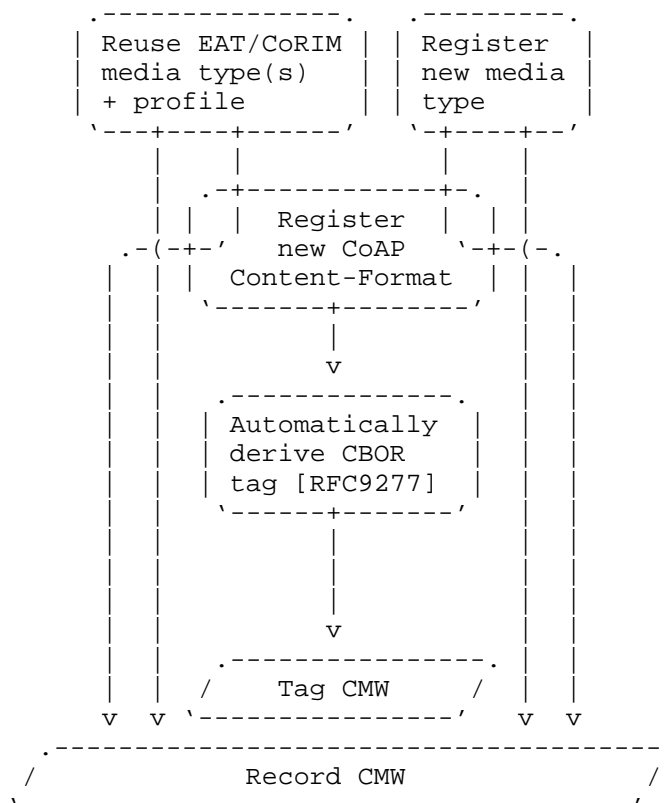 Reuse EAT/CoRIM
media type(s)
+ profile
Register
new media
type
Register
new CoAP
Content-Format
v
Automatically
derive CBOR
tag [RFC9277]
v
Tag CMW
v v v v
Record CMW